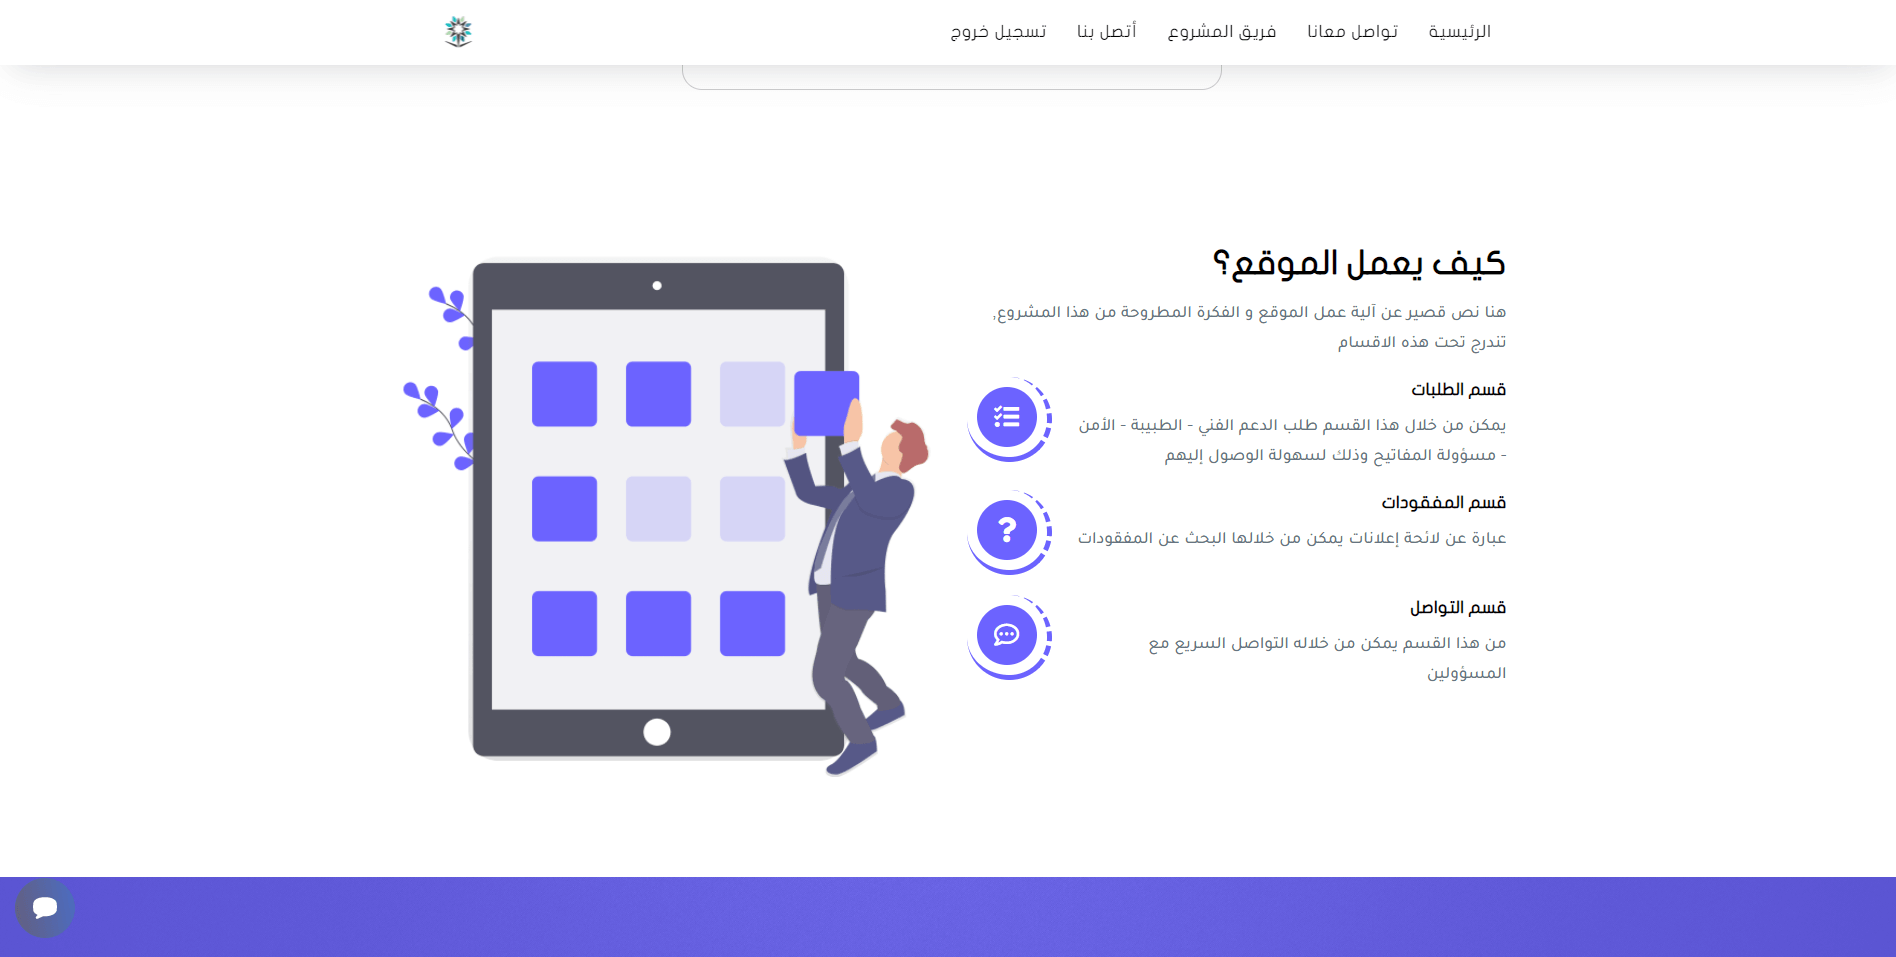 الرئيسية
تواصل معانا
فريق المشروع
أتصل بنا
تسجيل خروج
كيف يعمل الموقع؟
هنا نص قصير عن آلية عمل الموقع و الفكرة المطروحة من هذا المشروع,
تندرج تحت هذه الاقسام
قسم الطلبات
يمكن من خلال هذا القسم طلب الدعم الفني - الطبيبة - الأمن
- مسؤولة المفاتيح وذلك لسهولة الوصول إليهم
قسم المفقودات
عبارة عن لائحة إعلانات يمكن من خلالها البحث عن المفقودات
قسم التواصل
من هذا القسم يمكن من خلاله التواصل السريع مع
المسؤولين